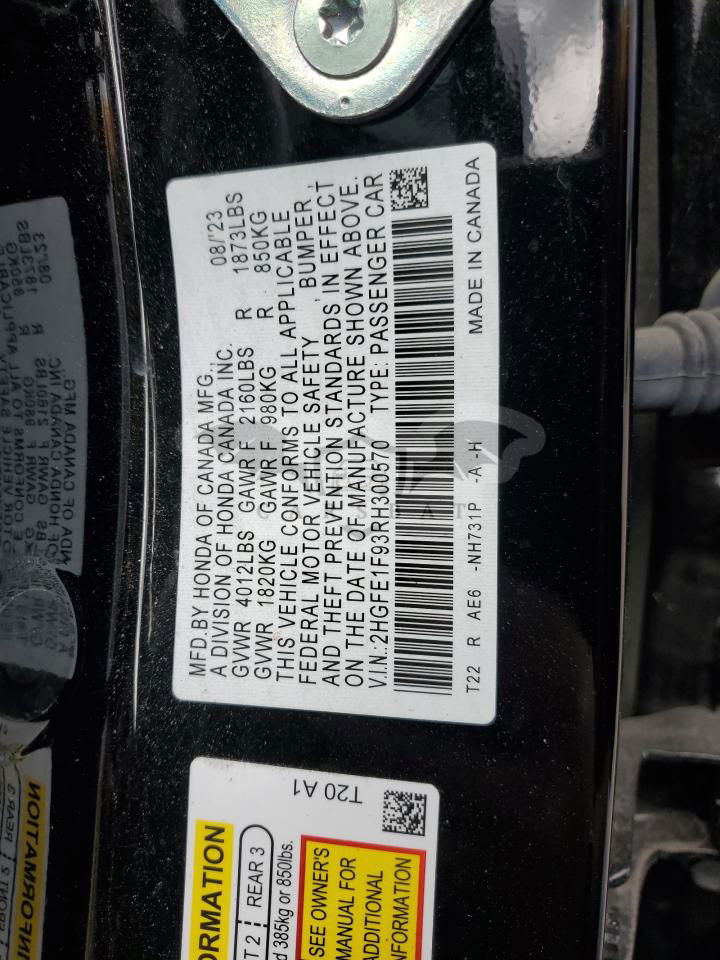 MFD.BY HONDA OF CANADA MFG., 08/'23
A DIVISION OF HONDA CANADA INC.
GVWR 4012LBS GAWR F 2160LBS R 1873LBS
GVWR 1820KG GAWR F 980KG R 850KG
THIS VEHICLE CONFORMS TO ALL APPLICABLE
FEDERAL MOTOR VEHICLE SAFETY , BUMPER ,
AND THEFT PREVENTION STANDARDS IN EFFECT
ON THE DATE OF MANUFACTURE SHOWN ABOVE.
V.I.N.:2HGFE1F93RH300570 TYPE: PASSENGER CAR
T22 R AE6 -NH731P -A-H MADE IN CANADA
T20 A1
ORMATION
T 2 REAR 3
d 385kg or 850lbs.
SEE OWNER'S
MANUAL FOR
ADDITIONAL
INFORMATION